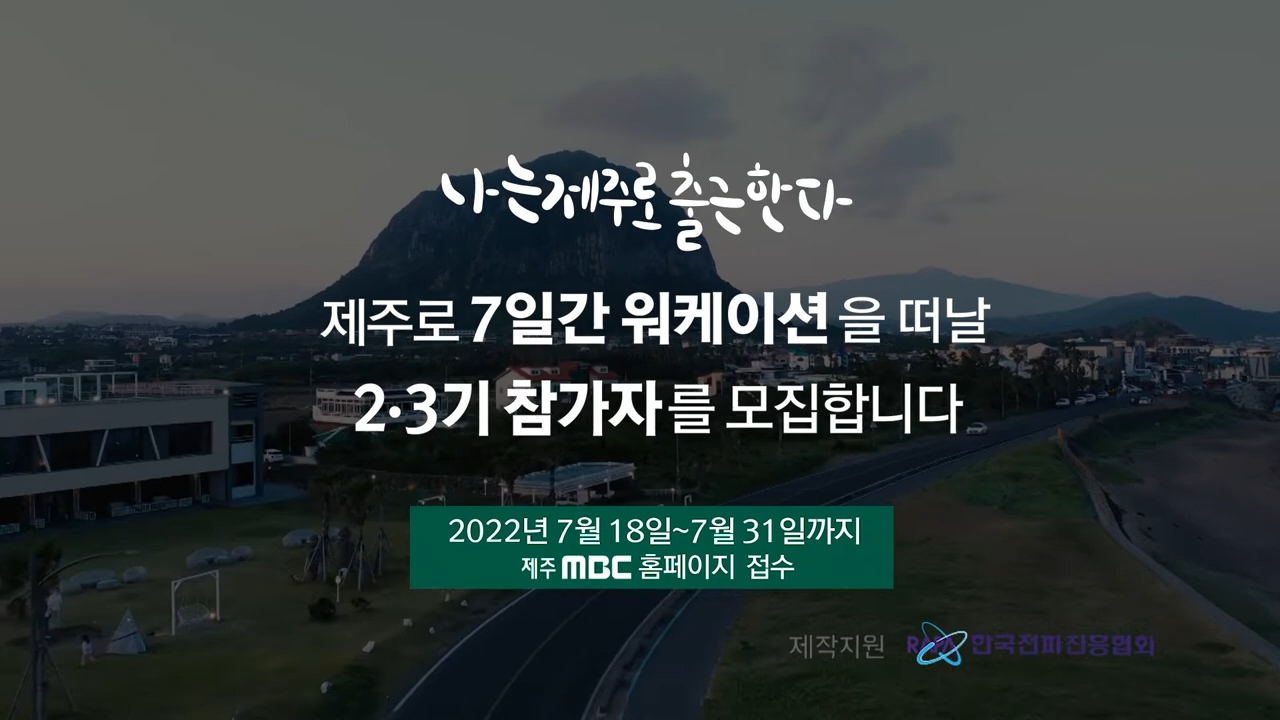 나는 제주로 출근한다
제주로 7일간 워케이션을 떠날
2·3기 참가자를 모집합니다
2022년 7월 18일~7월 31일까지
제주 MBC 홈페이지 접수
제작지원 RAPA 한국전파진흥협회